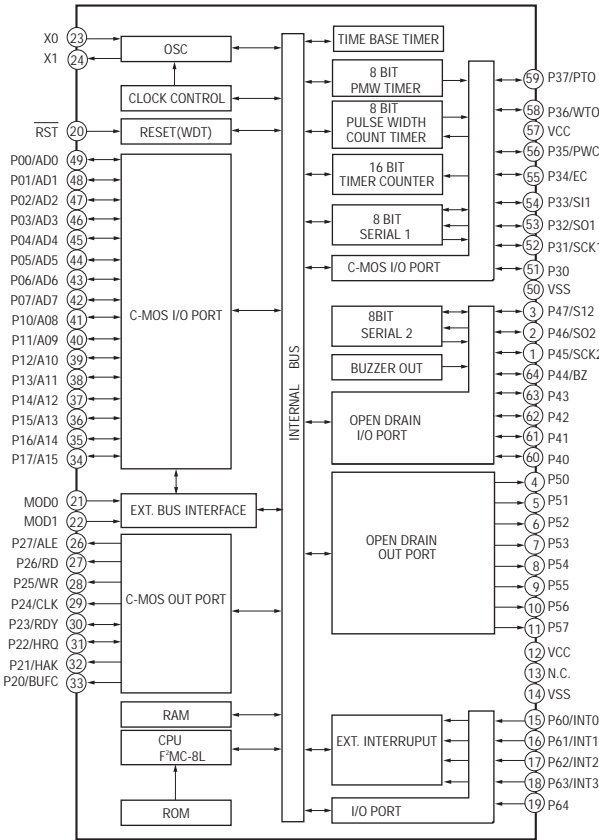 X0 23
X1 24
OSC
CLOCK CONTROL
RST 20
RESET(WDT)
P00/AD0 49
P01/AD1 48
P02/AD2 47
P03/AD3 46
P04/AD4 45
P05/AD5 44
P06/AD6 43
P07/AD7 42
P10/A08 41
P11/A09 40
P12/A10 39
P13/A11 38
P14/A12 37
P15/A13 36
P16/A14 35
P17/A15 34
C-MOS I/O PORT
MOD0 21
MOD1 22
EXT. BUS INTERFACE
P27/ALE 26
P26/RD 27
P25/WR 28
P24/CLK 29
P23/RDY 30
P22/HRQ 31
P21/HAK 32
P20/BUFC 33
C-MOS OUT PORT
RAM
CPU
F²MC-8L
ROM
INTERNAL BUS
TIME BASE TIMER
8 BIT
PMW TIMER
8 BIT
PULSE WIDTH
COUNT TIMER
16 BIT
TIMER COUNTER
8 BIT
SERIAL 1
C-MOS I/O PORT
59 P37/PTO
58 P36/WTO
57 VCC
56 P35/PWC
55 P34/EC
54 P33/SI1
53 P32/SO1
52 P31/SCK1
51 P30
50 VSS
8BIT
SERIAL 2
BUZZER OUT
OPEN DRAIN
I/O PORT
3 P47/S12
2 P46/SO2
1 P45/SCK2
64 P44/BZ
63 P43
62 P42
61 P41
60 P40
OPEN DRAIN
OUT PORT
4 P50
5 P51
6 P52
7 P53
8 P54
9 P55
10 P56
11 P57
12 VCC
13 N.C.
14 VSS
EXT. INTERRUPUT
I/O PORT
15 P60/INT0
16 P61/INT1
17 P62/INT2
18 P63/INT3
19 P64